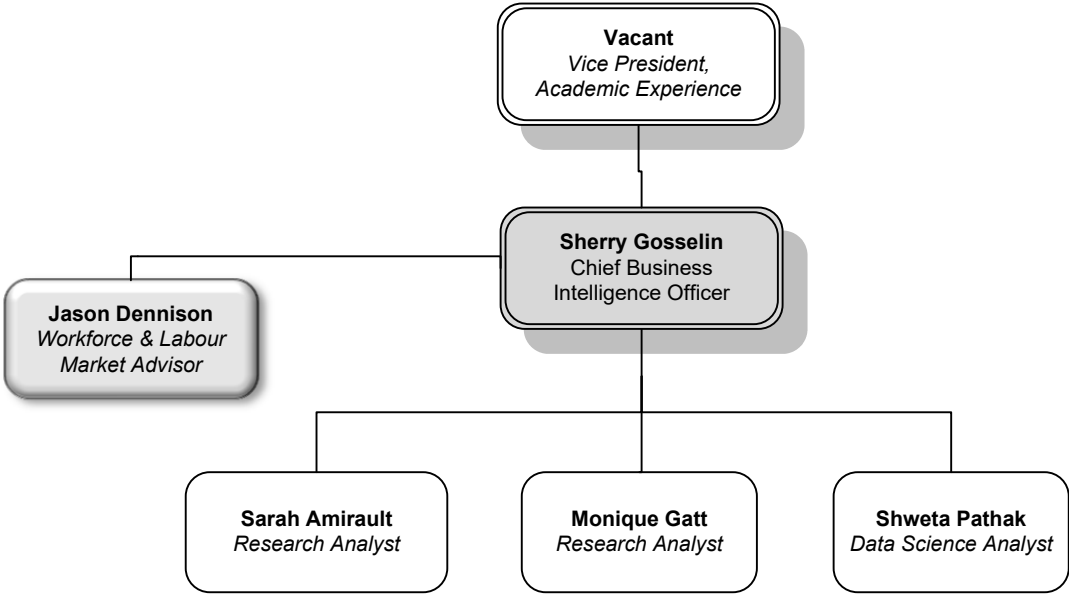 Vacant
Vice President,
Academic Experience
Sherry Gosselin
Chief Business
Intelligence Officer
Jason Dennison
Workforce & Labour
Market Advisor
Sarah Amirault
Research Analyst
Monique Gatt
Research Analyst
Shweta Pathak
Data Science Analyst